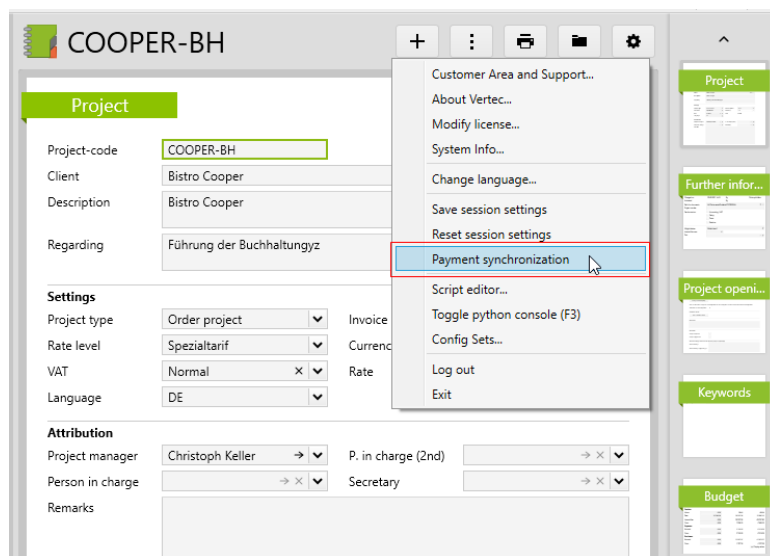 COOPER-BH
Project
Project-code
COOPER-BH
Client
Bistro Cooper
Description
Bistro Cooper
Regarding
Führung der Buchhaltungyz
Settings
Project type
Order project
Invoice
Rate level
Spezialtarif
Currenc
VAT
Normal
Rate
Language
DE
Attribution
Project manager
Christoph Keller
P. in charge (2nd)
Person in charge
Secretary
Remarks
Customer Area and Support...
About Vertec...
Modify license...
System Info...
Change language...
Save session settings
Reset session settings
Payment synchronization
Script editor...
Toggle python console (F3)
Config Sets...
Log out
Exit
Project
Further infor...
Project openi...
Keywords
Budget